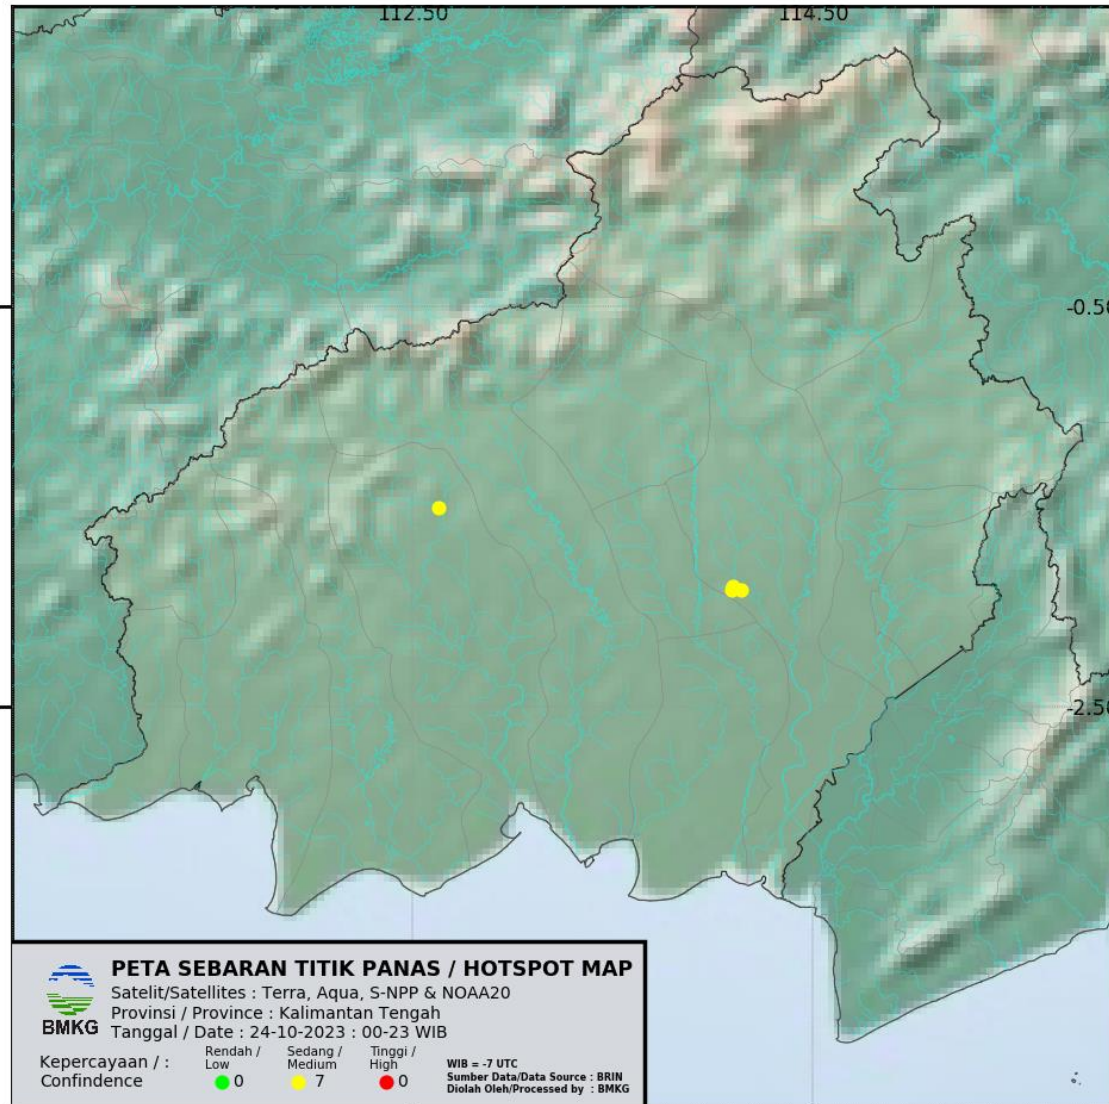 112.50
114.50
-0.50
-2.50
PETA SEBARAN TITIK PANAS / HOTSPOT MAP
Satelit/Satellites : Terra, Aqua, S-NPP & NOAA20
Provinsi / Province : Kalimantan Tengah
Tanggal / Date : 24-10-2023 : 00-23 WIB
BMKG
Kepercayaan / :
Confindence
Rendah /
Low
0
Sedang /
Medium
7
Tinggi /
High
0
WIB = -7 UTC
Sumber Data/Data Source : BRIN
Diolah Oleh/Processed by : BMKG